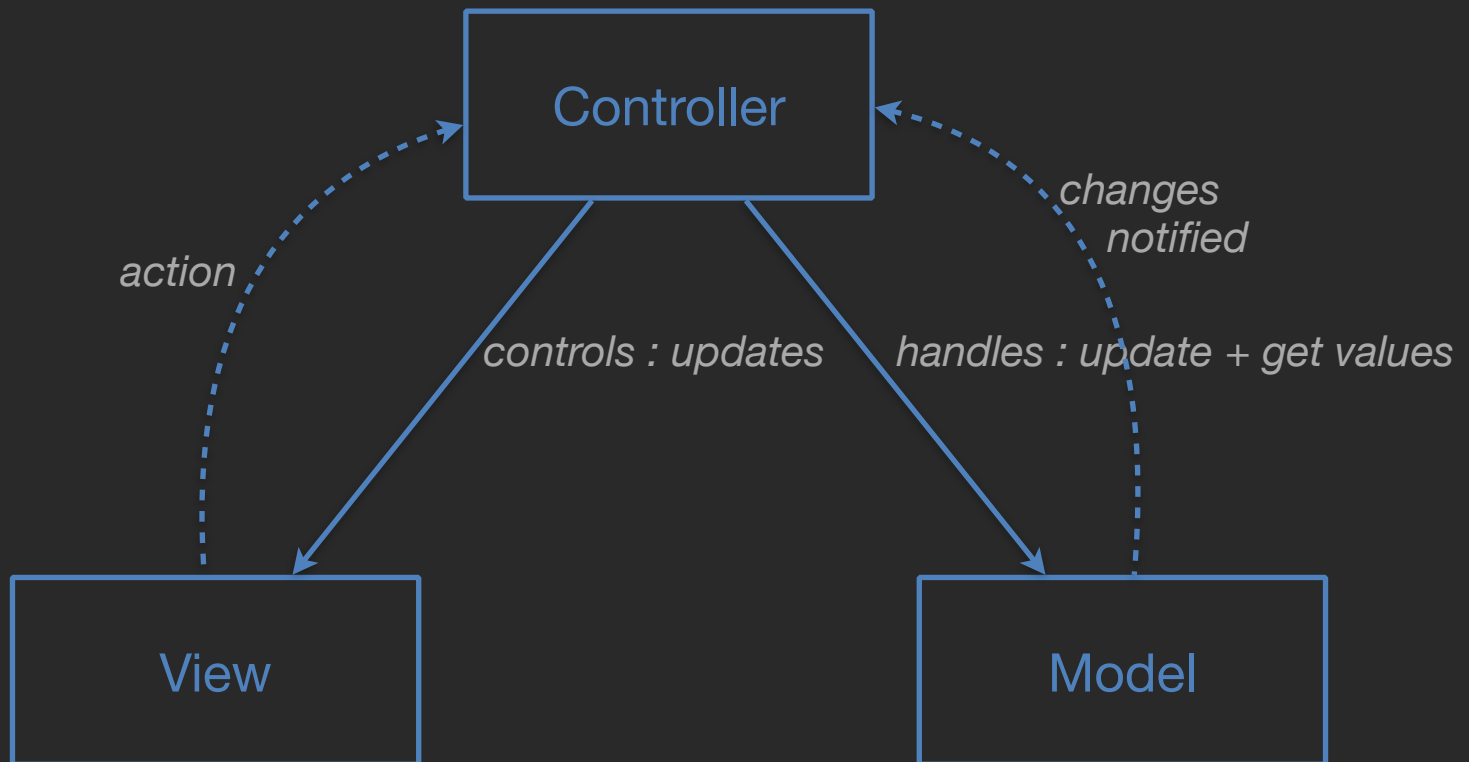 Controller
changes
notified
action
controls : updates
handles : update + get values
View
Model